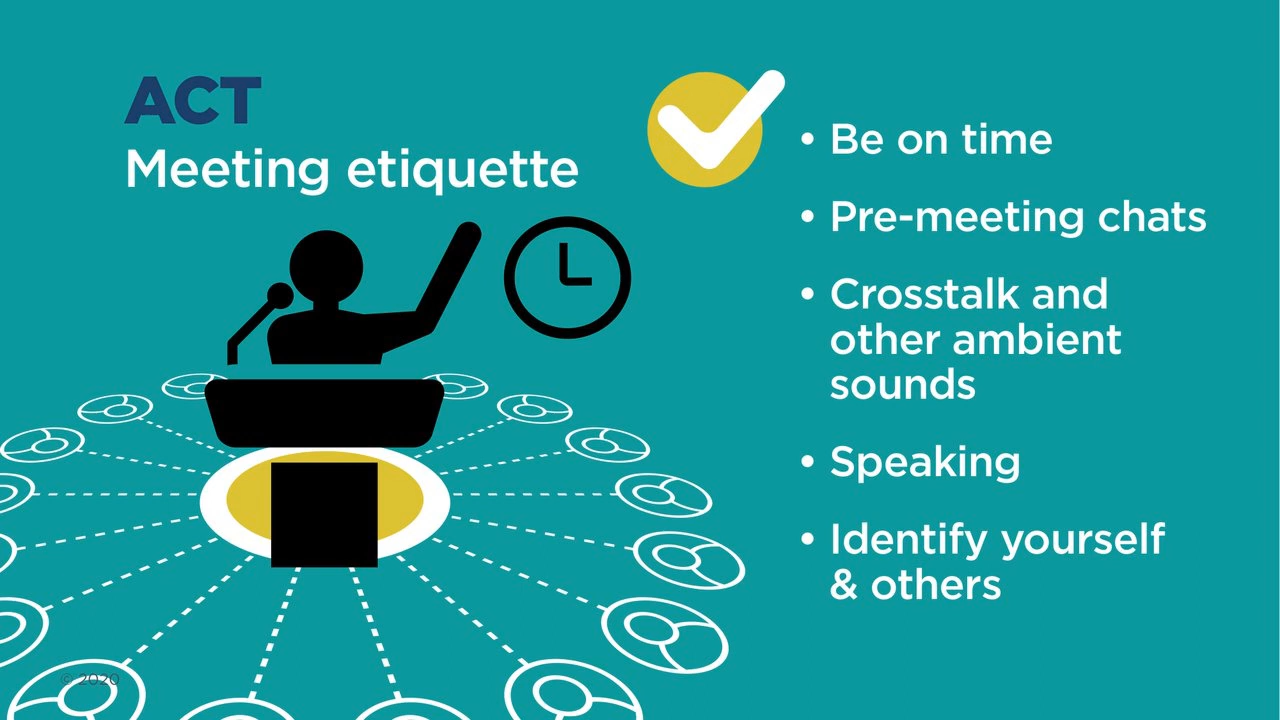 ACT
Meeting etiquette
• Be on time
• Pre-meeting chats
• Crosstalk and
other ambient
sounds
• Speaking
• Identify yourself
& others
© 2020